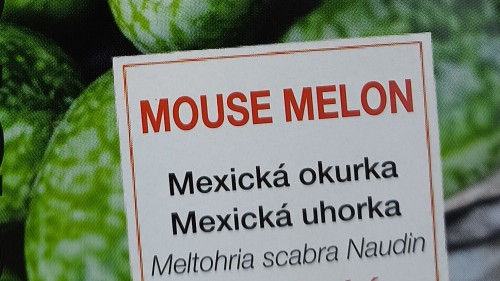 MOUSE MELON
Mexická okurka
Mexická uhorka
Meltohria scabra Naudin